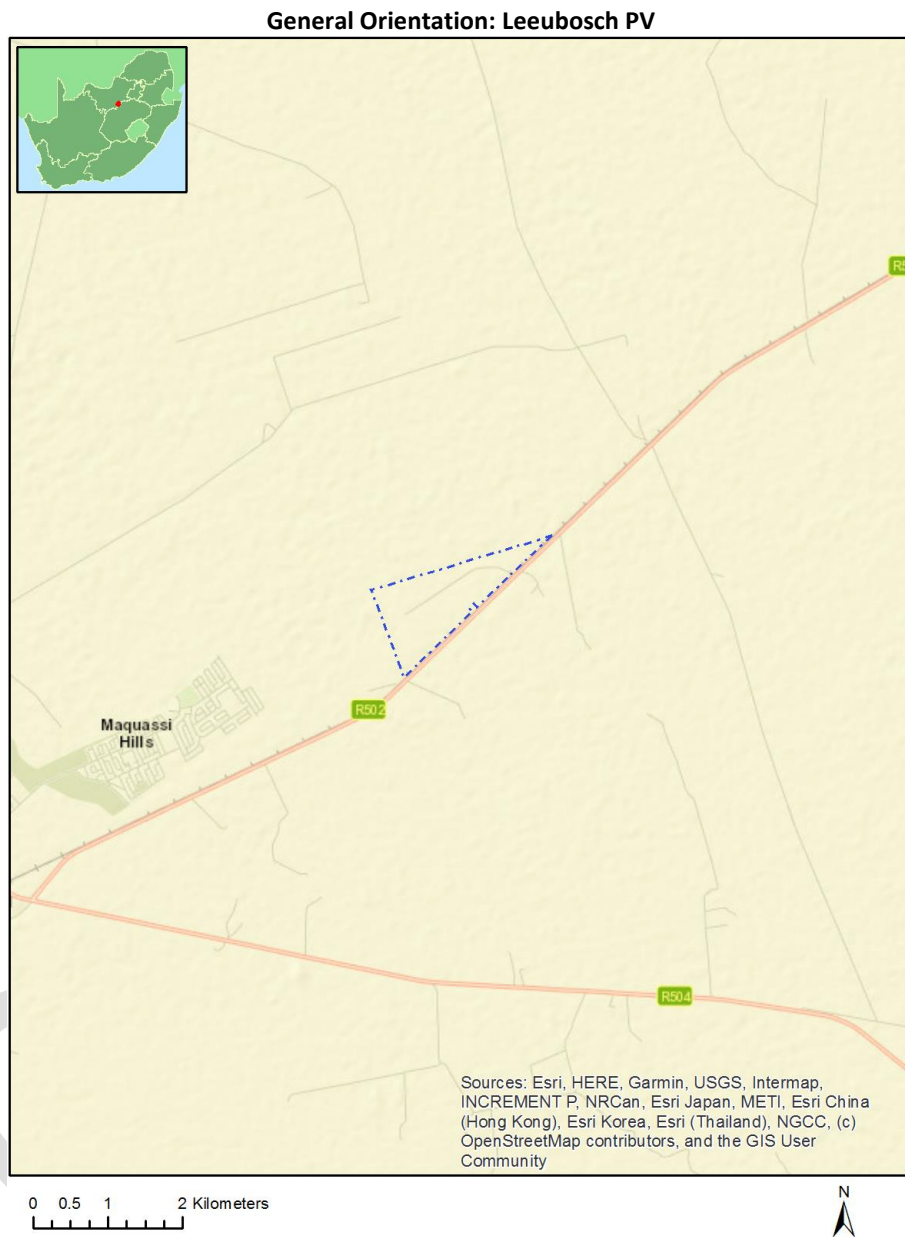 General Orientation: Leeubosch PV
R5
R502
Maquassi
Hills
R504
Sources: Esri, HERE, Garmin, USGS, Intermap,
INCREMENT P, NRCan, Esri Japan, METI, Esri China
(Hong Kong), Esri Korea, Esri (Thailand), NGCC, (c)
OpenStreetMap contributors, and the GIS User
Community
0 0.5 1 2 Kilometers
N